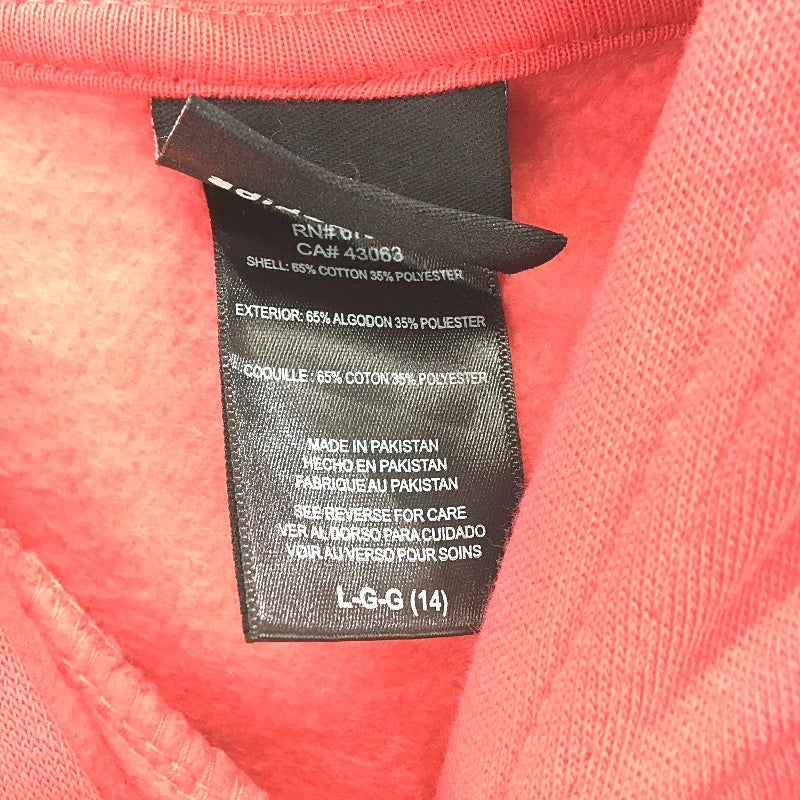 RN#
CA# 43063
SHELL: 65% COTTON 35% POLYESTER
EXTERIOR: 65% ALGODON 35% POLIESTER
COQUILLE : 65% COTON 35% POLYESTER
MADE IN PAKISTAN
HECHO EN PAKISTAN
FABRIQUE AU PAKISTAN
SEE REVERSE FOR CARE
VER AL DORSO PARA CUIDADO
VOIR AU VERSO POUR SOINS
L-G-G (14)